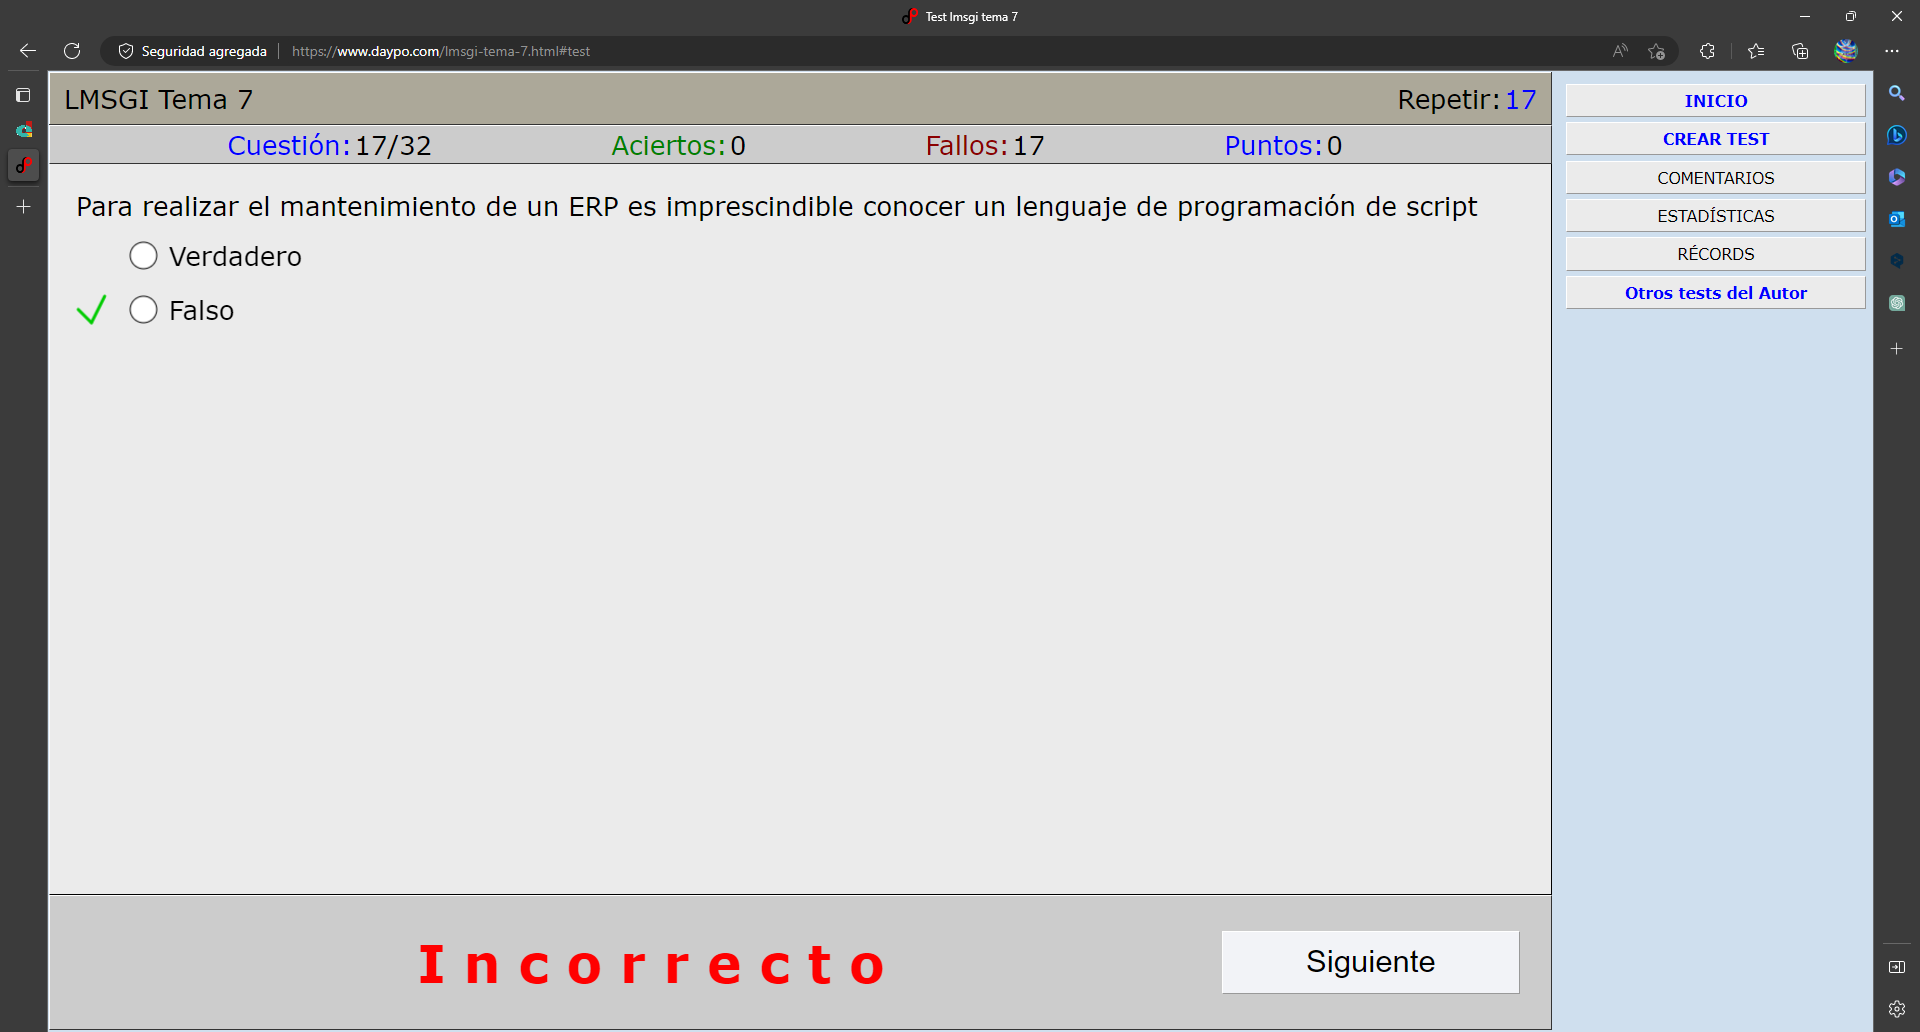 Test lmsgi tema 7
Seguridad agregada
https://www.daypo.com/lmsgi-tema-7.html#test
LMSGI Tema 7
Repetir:17
Cuestión:17/32
Aciertos:0
Fallos:17
Puntos:0
Para realizar el mantenimiento de un ERP es imprescindible conocer un lenguaje de programación de script
Verdadero
Falso
Incorrecto
Siguiente
INICIO
CREAR TEST
COMENTARIOS
ESTADÍSTICAS
RÉCORDS
Otros tests del Autor